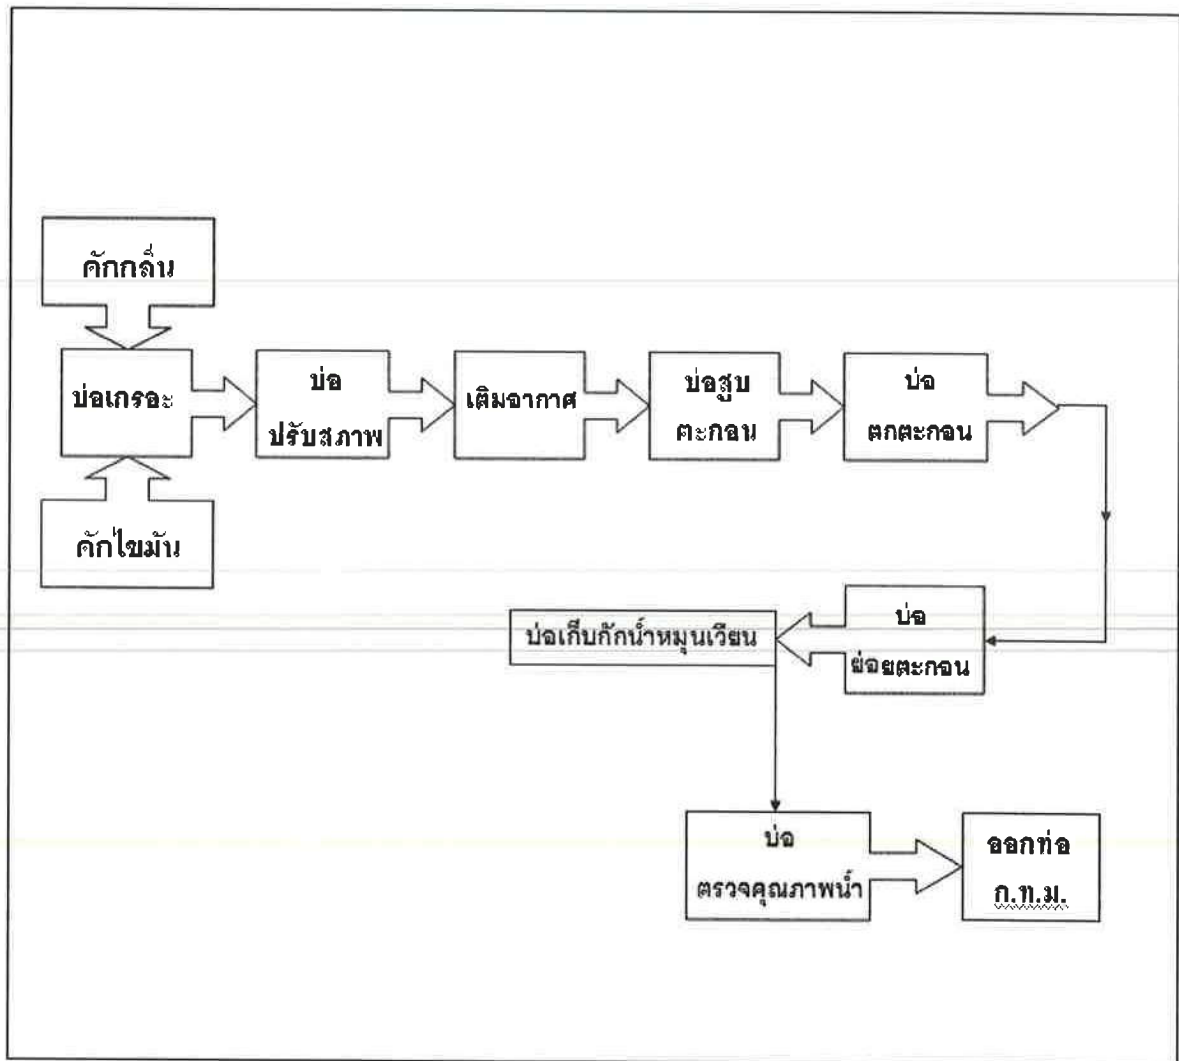 ดักกลิ่น
บ่อเกรอะ
บ่อ
ปรับสภาพ
เติมอากาศ
บ่อสูบ
ตะกอน
บ่อ
ตกตะกอน
ดักไขมัน
บ่อเก็บกักน้ำหมุนเวียน
บ่อ
ย่อยตะกอน
บ่อ
ตรวจคุณภาพน้ำ
ออกท่อ
ก.ท.ม.